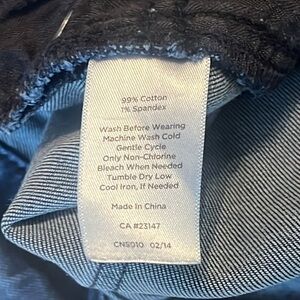 99% Cotton
1% Spandex
Wash Before Wearing
Machine Wash Cold
Gentle Cycle
Only Non-Chlorine
Bleach When Needed
Tumble Dry Low
Cool Iron, If Needed
Made In China
CA #23147
CNS010 02/14